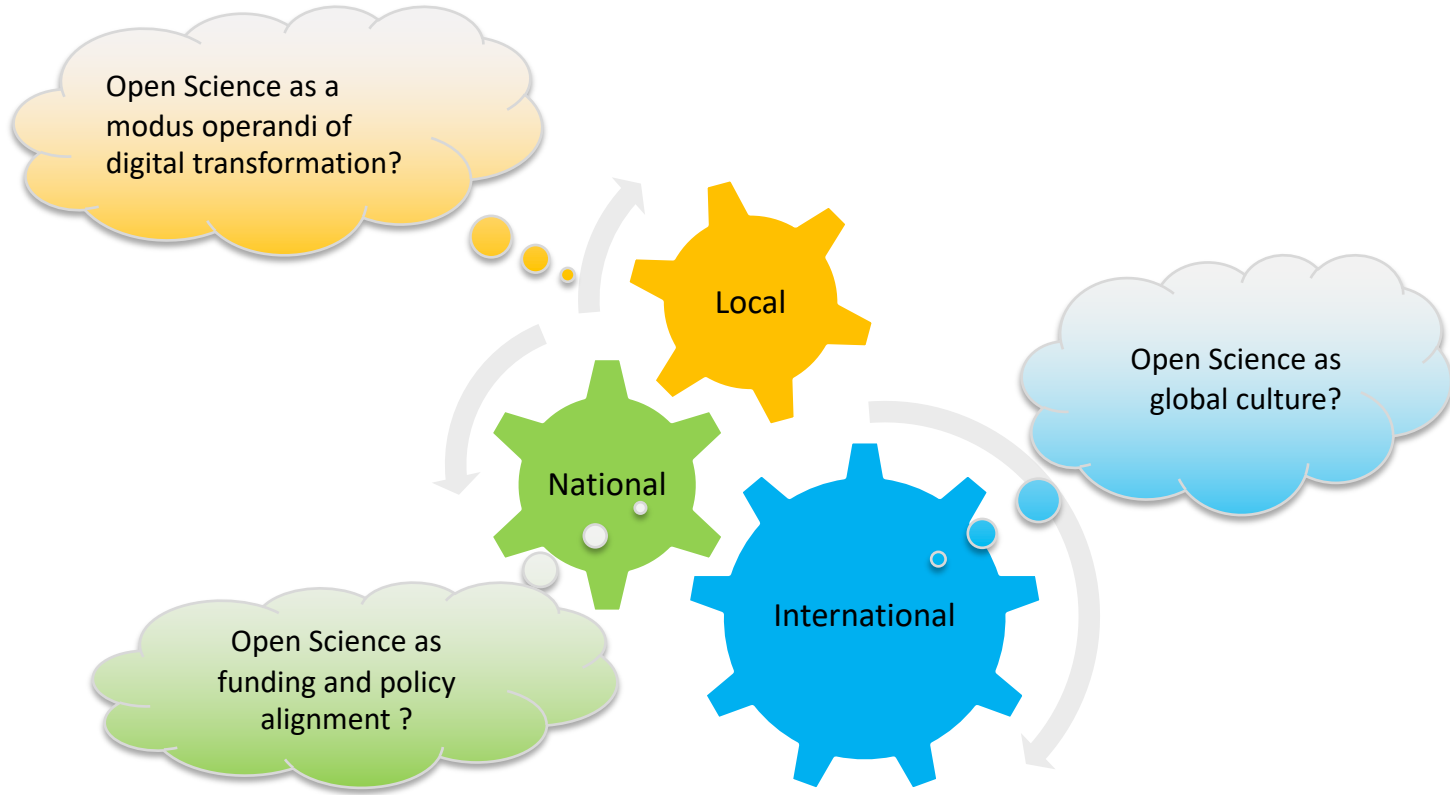 Open Science as a
modus operandi of
digital transformation?
Local
Open Science as
global culture?
National
International
Open Science as
funding and policy
alignment ?